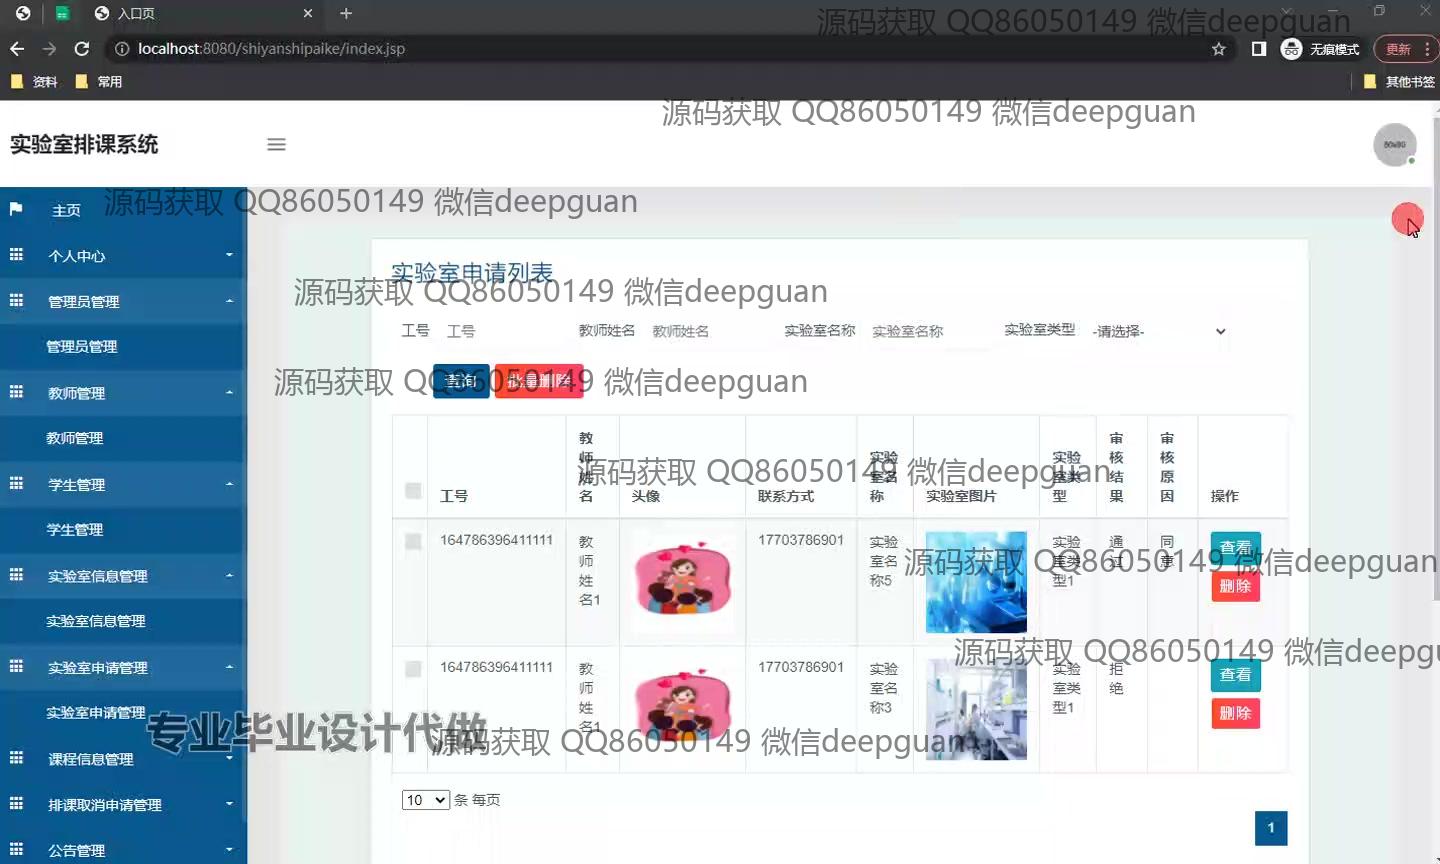 入口页
源码获取 QQ86050149 微信deepguan
localhost:8080/shiyanshipaike/index.jsp
无痕模式
更新
资料
常用
其他书签
源码获取 QQ86050149 微信deepguan
实验室排课系统
主页
源码获取 QQ86050149 微信deepguan
个人中心
管理员管理
管理员管理
教师管理
教师管理
学生管理
学生管理
实验室信息管理
实验室信息管理
实验室申请管理
实验室申请管理
课程信息管理
排课取消申请管理
公告管理
实验室申请列表
源码获取 QQ86050149 微信deepguan
工号 工号 教师姓名 教师姓名 实验室名称 实验室名称 实验室类型 -请选择-
查询 批量删除
源码获取 QQ86050149 微信deepguan
工号 教师姓名 头像 联系方式 实验室名称 实验室图片 实验室类型 审核结果 审核原因 操作
源码获取 QQ86050149 微信deepguan
164786396411111 教师姓名1 17703786901 实验室名称5 实验室类型1 通过 同意 查看 删除
源码获取 QQ86050149 微信deepguan
源码获取 QQ86050149 微信deepgu
164786396411111 教师姓名1 17703786901 实验室名称3 实验室类型1 拒绝 查看 删除
专业毕业设计代做
源码获取 QQ86050149 微信deepguan
10 条 每页
1